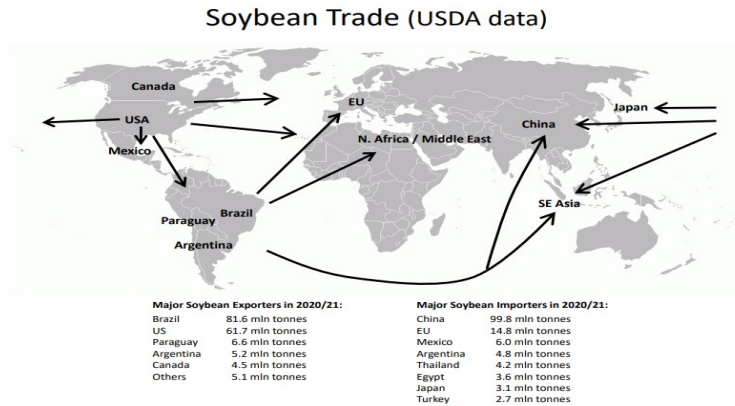 Soybean Trade (USDA data)
Canada
EU
Japan
USA
China
N. Africa / Middle East
Mexico
SE Asia
Brazil
Paraguay
Argentina
Major Soybean Exporters in 2020/21:
Brazil 81.6 mln tonnes
US 61.7 mln tonnes
Paraguay 6.6 mln tonnes
Argentina 5.2 mln tonnes
Canada 4.5 mln tonnes
Others 5.1 mln tonnes
Major Soybean Importers in 2020/21:
China 99.8 mln tonnes
EU 14.8 mln tonnes
Mexico 6.0 mln tonnes
Argentina 4.8 mln tonnes
Thailand 4.2 mln tonnes
Egypt 3.6 mln tonnes
Japan 3.1 mln tonnes
Turkey 2.7 mln tonnes